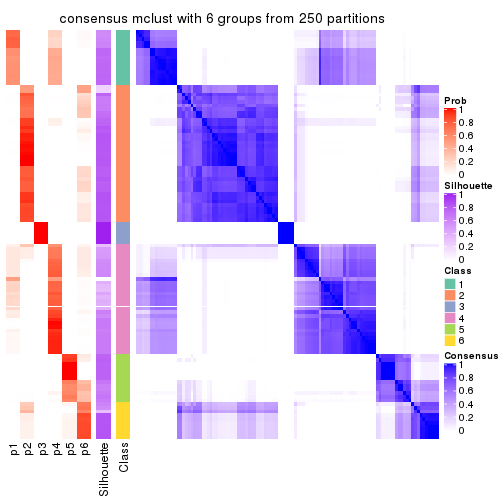 consensus mclust with 6 groups from 250 partitions
Prob
1
0.8
0.6
0.4
0.2
0
Silhouette
1
0.8
0.6
0.4
0.2
0
Class
1
2
3
4
5
6
Consensus
1
0.8
0.6
0.4
0.2
0
p1
p2
p3
p4
p5
p6
Silhouette
Class